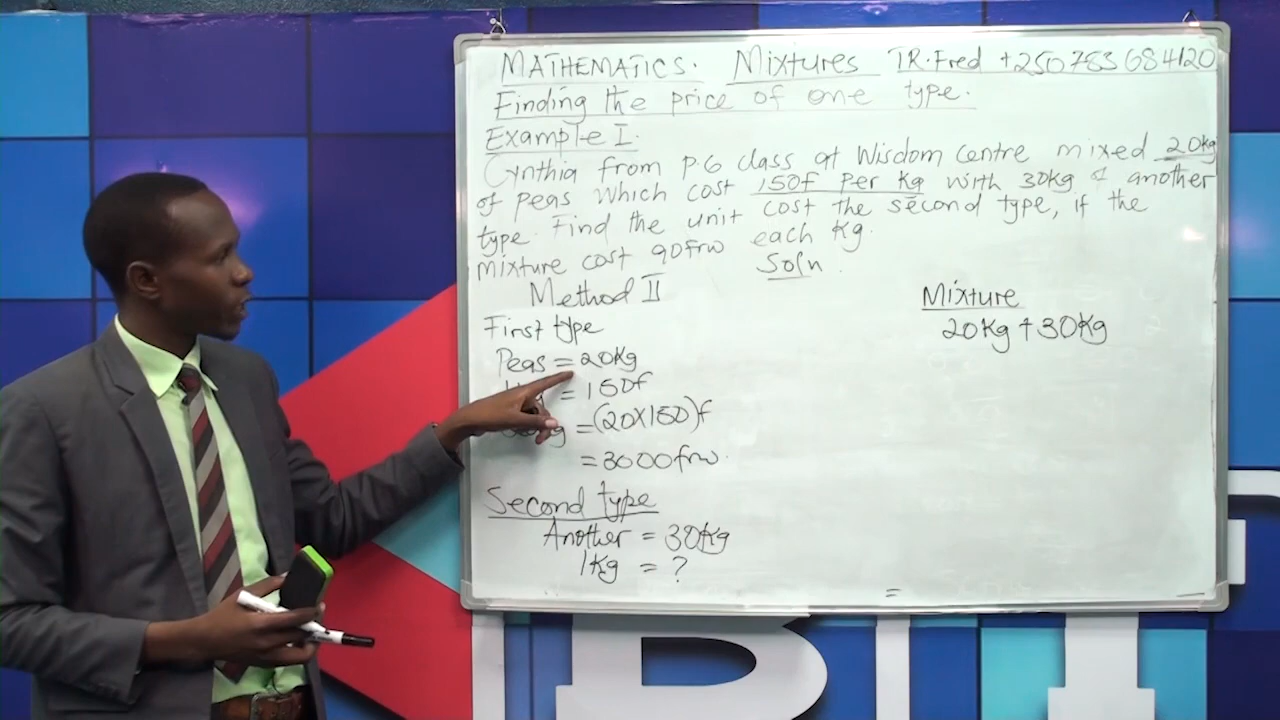 MATHEMATICS. Mixtures TR.Fred +250783684120
Finding the price of one type.
Example I.
Cynthia from P.6 class at Wisdom Centre mixed 20kg
of peas which cost 150f per kg with 30kg of another
type. Find the unit cost the second type, if the
mixture cost 90frw each kg.
Soln.
Method II
Mixture
20kg + 30kg
First type
Peas = 20kg
= 150f
= (20x150)f
= 3000frw.
Second type
Another = 30kg
1kg = ?
=
B